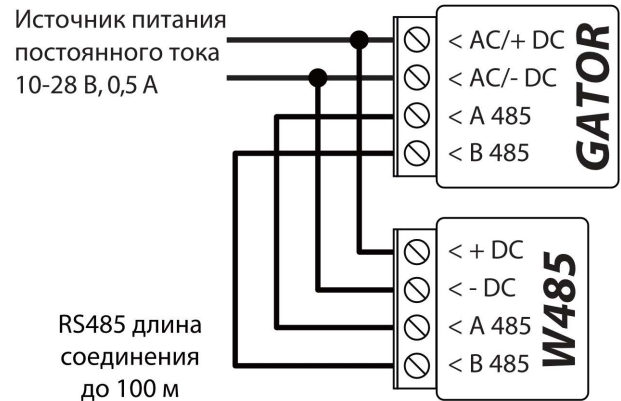 Источник питания
постоянного тока
10-28 В, 0,5 А
< AC/+ DC
< AC/- DC
< A 485
< B 485
GATOR
< + DC
< - DC
< A 485
< B 485
W485
RS485 длина
соединения
до 100 м